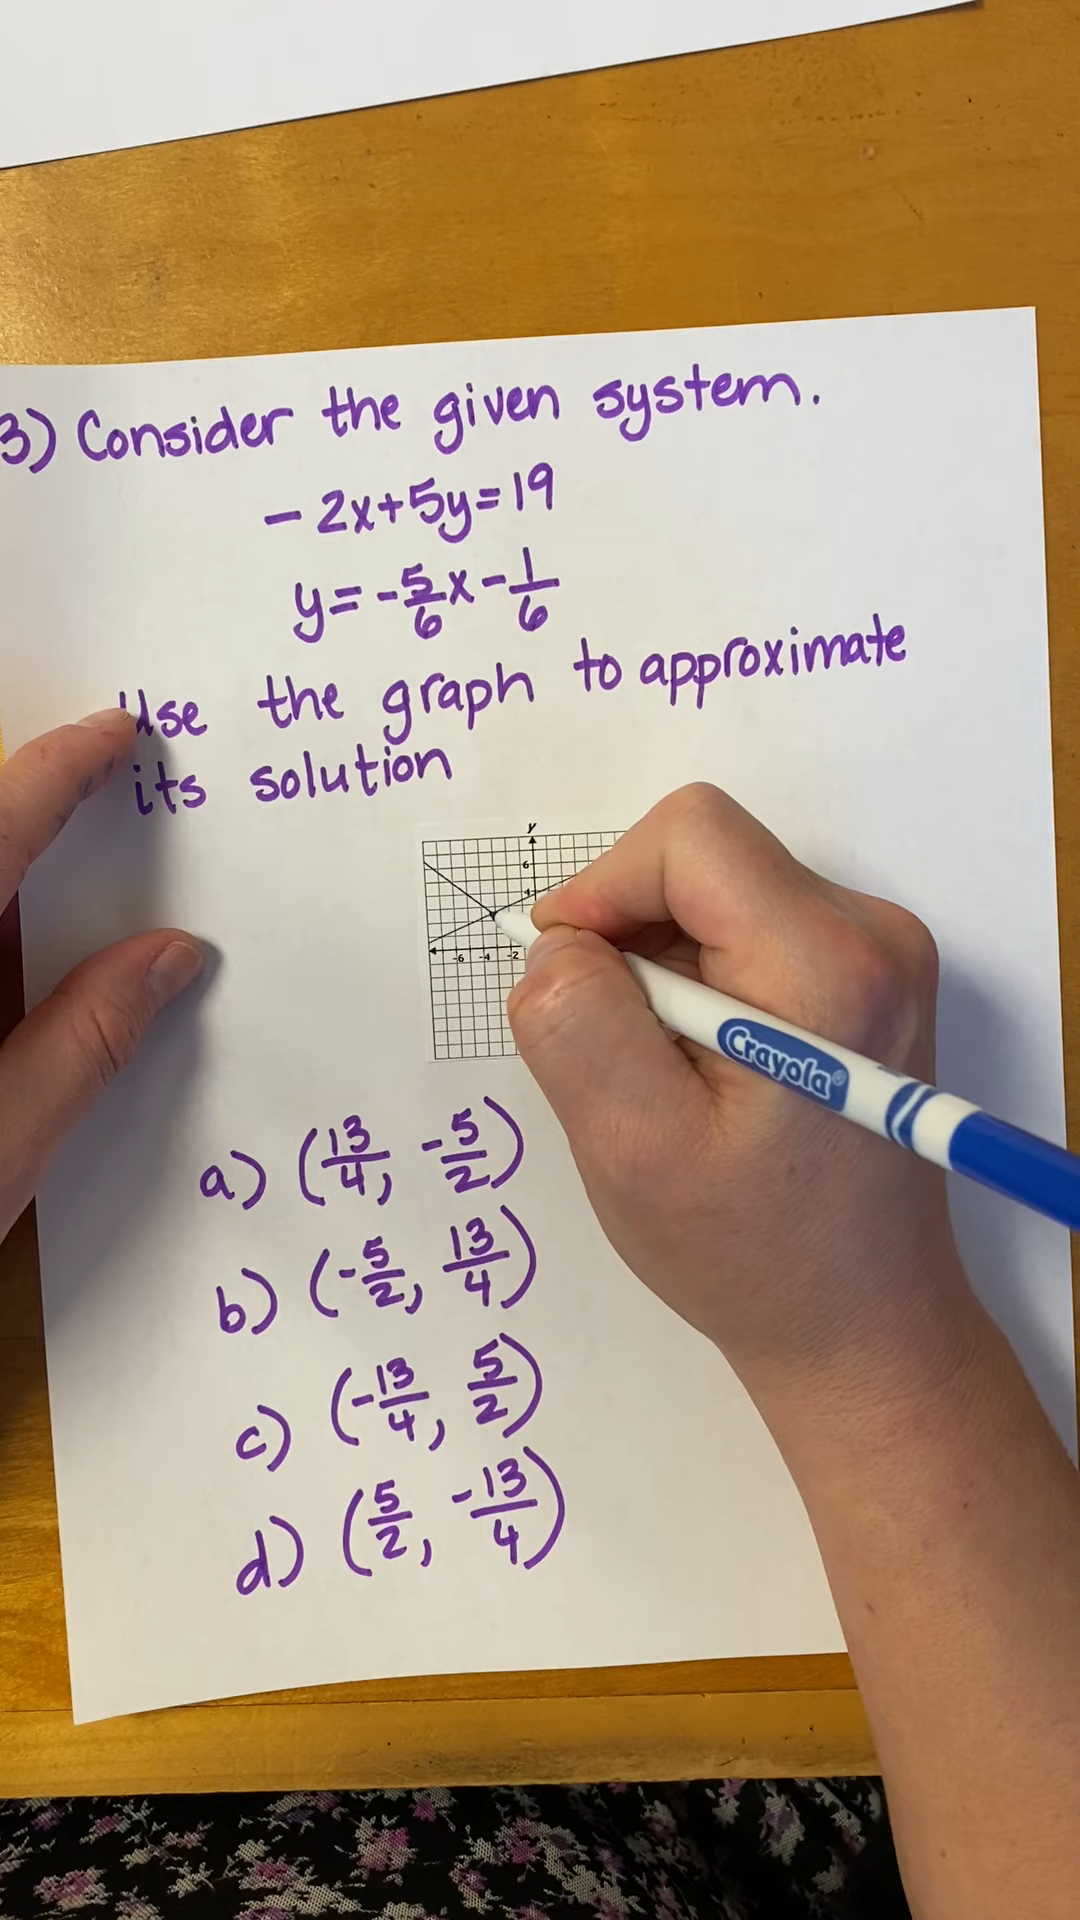 3) Consider the given system.
- 2x+5y=19
y= -5/6x - 1/6
Use the graph to approximate
its solution
y
6
4
-6 -4 -2
Crayola®
a) (13/4, -5/2)
b) (-5/2, 13/4)
c) (-13/4, 5/2)
d) (5/2, -13/4)